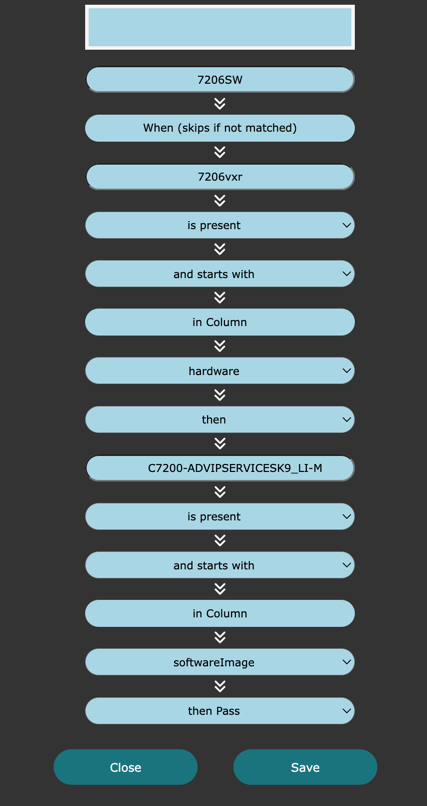 7206SW
When (skips if not matched)
7206vxr
is present
and starts with
in Column
hardware
then
C7200-ADVIPSERVICESK9_LI-M
is present
and starts with
in Column
softwareImage
then Pass
Close
Save